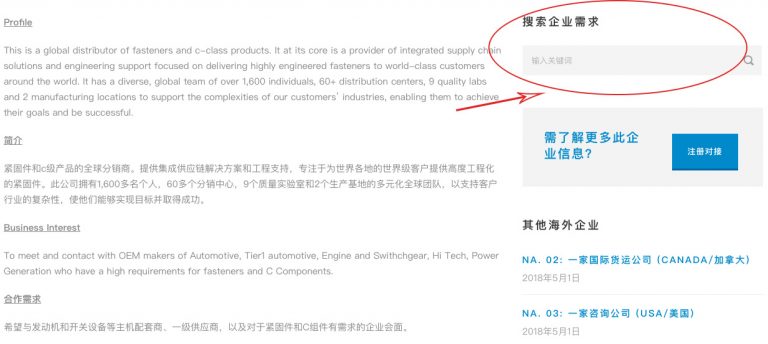 Profile
This is a global distributor of fasteners and c-class products. It at its core is a provider of integrated supply chain
solutions and engineering support focused on delivering highly engineered fasteners to world-class customers
around the world. It has a diverse, global team of over 1,600 individuals, 60+ distribution centers, 9 quality labs
and 2 manufacturing locations to support the complexities of our customers' industries, enabling them to achieve
their goals and be successful.
简介
紧固件和c级产品的全球分销商。提供集成供应链解决方案和工程支持，专注于为世界各地的世界级客户提供高度工程化
的紧固件。此公司拥有1,600多名个人，60多个分销中心，9个质量实验室和2个生产基地的多元化全球团队，以支持客户
行业的复杂性，使他们能够实现目标并取得成功。
Business Interest
To meet and contact with OEM makers of Automotive, Tier1 automotive, Engine and Swithchgear, Hi Tech, Power
Generation who have a high requirements for fasteners and C Components.
合作需求
希望与发动机和开关设备等主机配套商、一级供应商，以及对于紧固件和C组件有需求的企业会面。
搜索企业需求
输入关键词
需了解更多此企
业信息?
注册对接
其他海外企业
NA. 02: 一家国际货运公司 (CANADA/加拿大)
2018年5月1日
NA. 03: 一家咨询公司 (USA/美国)
2018年5月1日